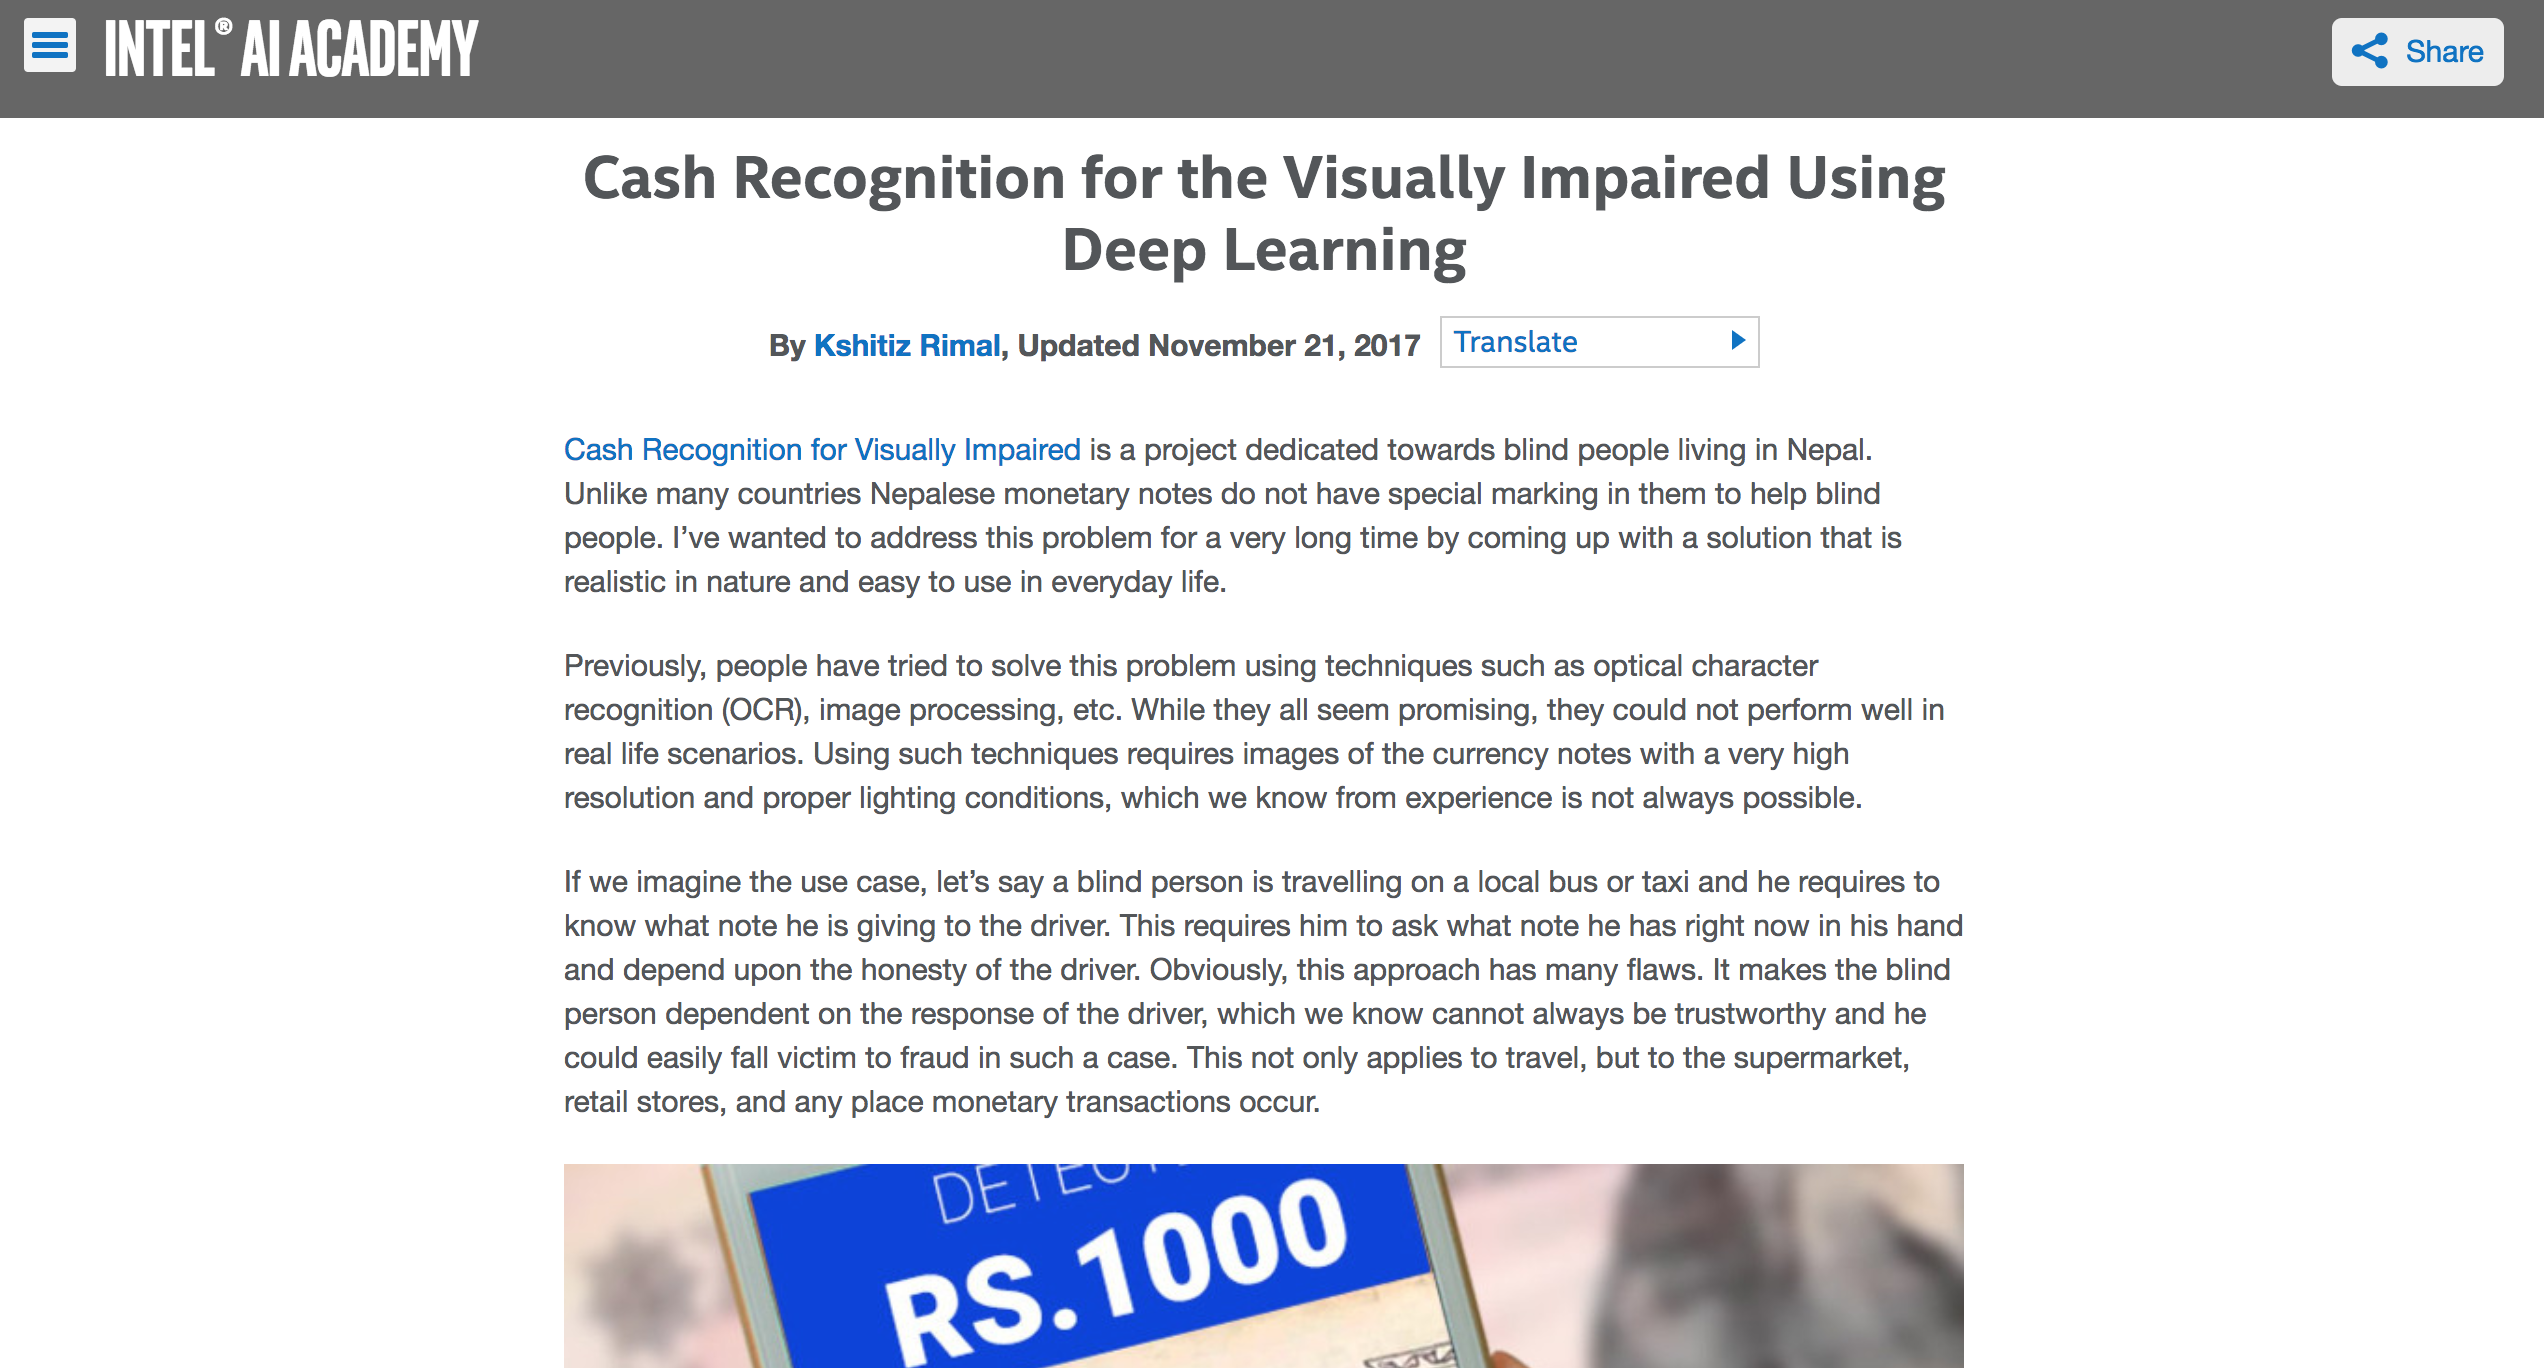 INTEL® AI ACADEMY
Share
Cash Recognition for the Visually Impaired Using
Deep Learning
By Kshitiz Rimal, Updated November 21, 2017
Translate
Cash Recognition for Visually Impaired is a project dedicated towards blind people living in Nepal.
Unlike many countries Nepalese monetary notes do not have special marking in them to help blind
people. I’ve wanted to address this problem for a very long time by coming up with a solution that is
realistic in nature and easy to use in everyday life.
Previously, people have tried to solve this problem using techniques such as optical character
recognition (OCR), image processing, etc. While they all seem promising, they could not perform well in
real life scenarios. Using such techniques requires images of the currency notes with a very high
resolution and proper lighting conditions, which we know from experience is not always possible.
If we imagine the use case, let’s say a blind person is travelling on a local bus or taxi and he requires to
know what note he is giving to the driver. This requires him to ask what note he has right now in his hand
and depend upon the honesty of the driver. Obviously, this approach has many flaws. It makes the blind
person dependent on the response of the driver, which we know cannot always be trustworthy and he
could easily fall victim to fraud in such a case. This not only applies to travel, but to the supermarket,
retail stores, and any place monetary transactions occur.
RS.1000